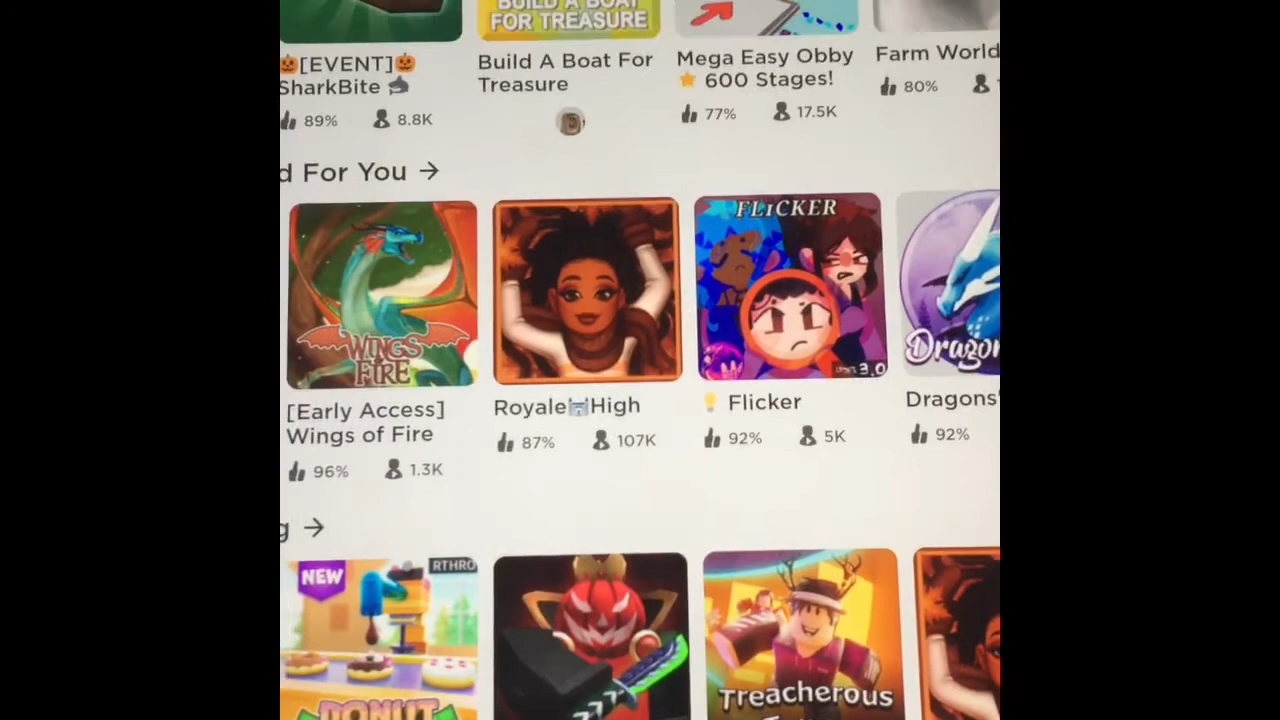 BUILD A BOAT
FOR TREASURE
🎃[EVENT]🎃
SharkBite 🦈
89% 8.8K
Build A Boat For
Treasure
Mega Easy Obby
⭐ 600 Stages!
77% 17.5K
Farm World
80%
d For You →
WINGS
OF
FIRE
[Early Access]
Wings of Fire
96% 1.3K
Royale🏰High
87% 107K
FLICKER
3.0
💡 Flicker
92% 5K
Dragon
Dragons'
92%
g →
NEW
RTHRO
DONUT
Treacherous